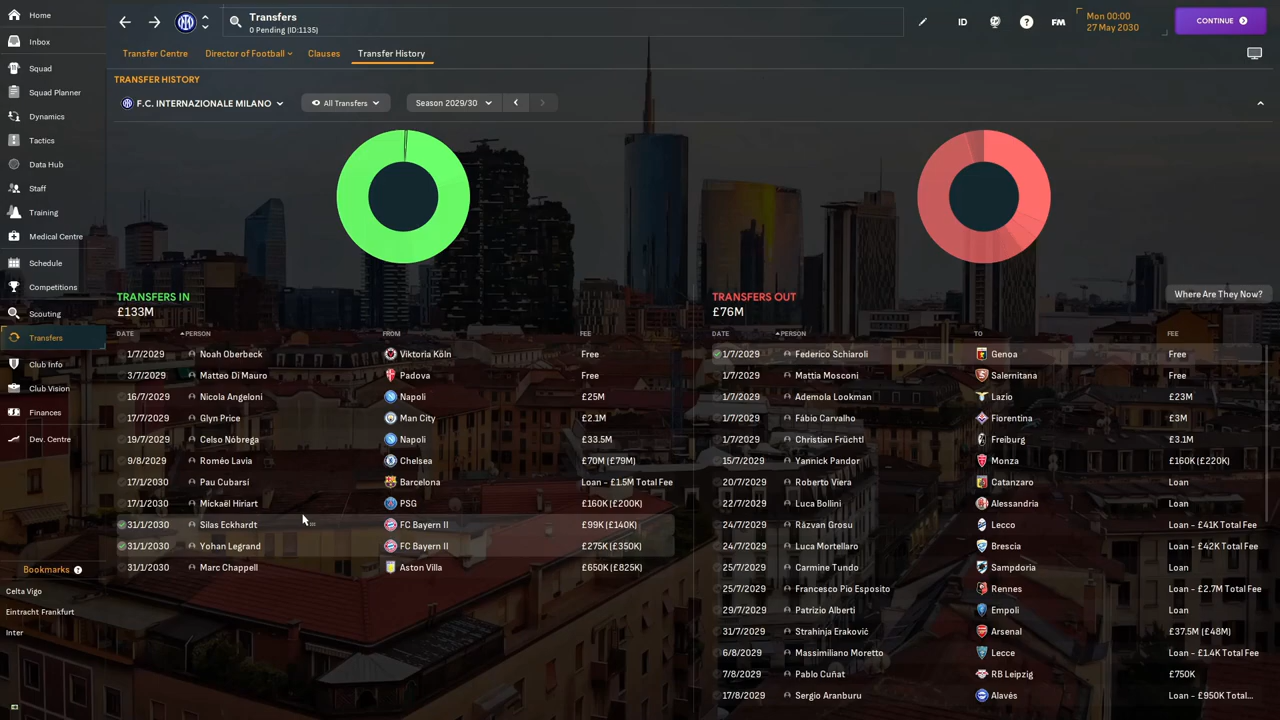 Home
Inbox
Squad
Squad Planner
Dynamics
Tactics
Data Hub
Staff
Training
Medical Centre
Schedule
Competitions
Scouting
Transfers
Club Info
Club Vision
Finances
Dev. Centre
Bookmarks
Celta Vigo
Eintracht Frankfurt
Inter
Transfers
0 Pending (ID:1135)
ID
FM
Mon 00:00
27 May 2030
CONTINUE
Transfer Centre Director of Football Clauses Transfer History
TRANSFER HISTORY
F.C. INTERNAZIONALE MILANO All Transfers Season 2029/30
TRANSFERS IN
£133M
DATE PERSON FROM FEE
1/7/2029 Noah Oberbeck Viktoria Köln Free
3/7/2029 Matteo Di Mauro Padova Free
16/7/2029 Nicola Angeloni Napoli £25M
17/7/2029 Glyn Price Man City £2.1M
19/7/2029 Celso Nóbrega Napoli £33.5M
9/8/2029 Roméo Lavia Chelsea £70M (£79M)
17/1/2030 Pau Cubarsí Barcelona Loan - £1.5M Total Fee
17/1/2030 Mickaël Hiriart PSG £160K (£200K)
31/1/2030 Silas Eckhardt FC Bayern II £99K (£140K)
31/1/2030 Yohan Legrand FC Bayern II £275K (£350K)
31/1/2030 Marc Chappell Aston Villa £650K (£825K)
Where Are They Now?
TRANSFERS OUT
£76M
DATE PERSON TO FEE
1/7/2029 Federico Schiaroli Genoa Free
1/7/2029 Mattia Mosconi Salernitana Free
1/7/2029 Ademola Lookman Lazio £23M
1/7/2029 Fábio Carvalho Fiorentina £3M
1/7/2029 Christian Früchtl Freiburg £3.1M
15/7/2029 Yannick Pandor Monza £160K (£220K)
20/7/2029 Roberto Viera Catanzaro Loan
22/7/2029 Luca Bollini Alessandria Loan
24/7/2029 Răzvan Grosu Lecco Loan - £41K Total Fee
24/7/2029 Luca Mortellaro Brescia Loan - £42K Total Fee
25/7/2029 Carmine Tundo Sampdoria Loan
25/7/2029 Francesco Pio Esposito Rennes Loan - £2.7M Total Fee
29/7/2029 Patrizio Alberti Empoli Loan
31/7/2029 Strahinja Eraković Arsenal £37.5M (£48M)
6/8/2029 Massimiliano Moretto Lecce Loan - £1.4K Total Fee
7/8/2029 Pablo Cuñat RB Leipzig £750K
17/8/2029 Sergio Aranburu Alavés Loan - £950K Total...